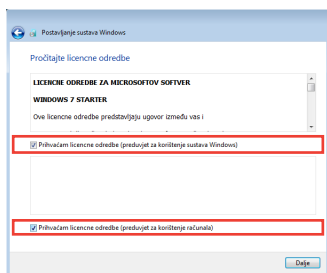 Postavljanje sustava Windows
Pročitajte licencne odredbe
LICENCNE ODREDBE ZA MICROSOFTOV SOFTVER
WINDOWS 7 STARTER
Ove licencne odredbe predstavljaju ugovor između vas i
Prihvaćam licencne odredbe (preduvjet za korištenje sustava Windows)
Prihvaćam licencne odredbe (preduvjet za korištenje računala)
Dalje